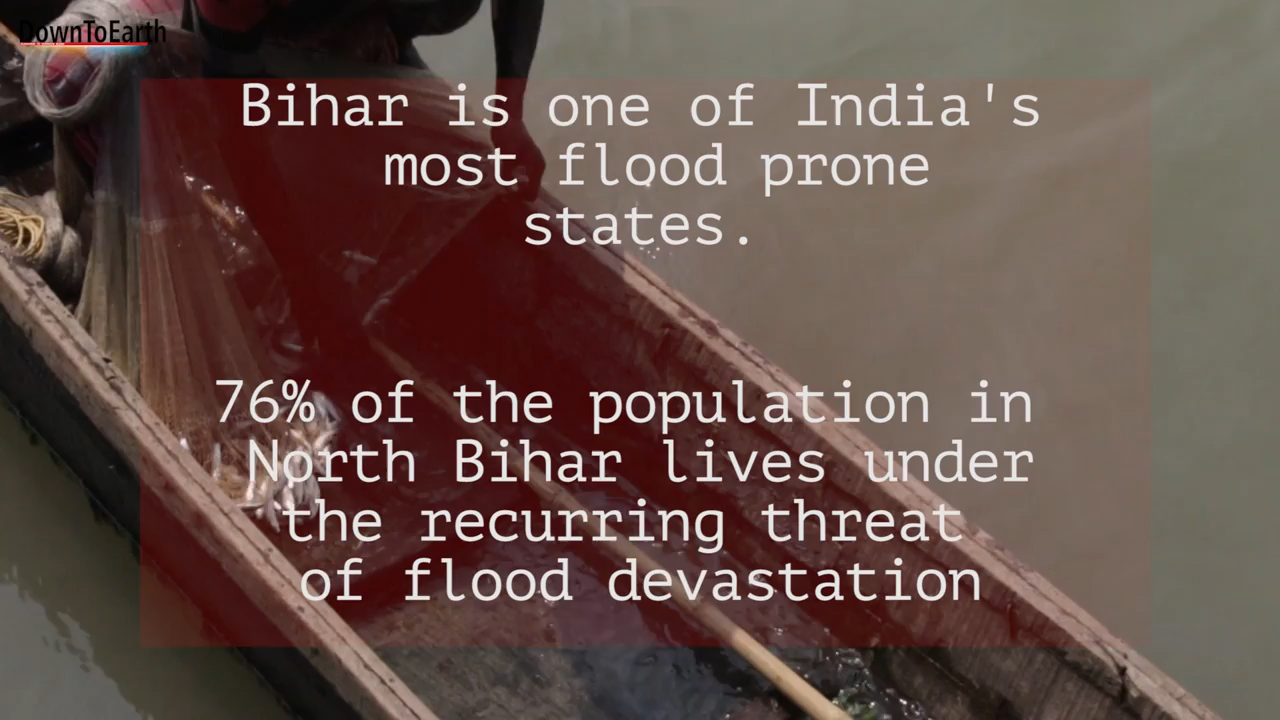 DownToEarth
Bihar is one of India's
most flood prone
states.
76% of the population in
North Bihar lives under
the recurring threat
of flood devastation